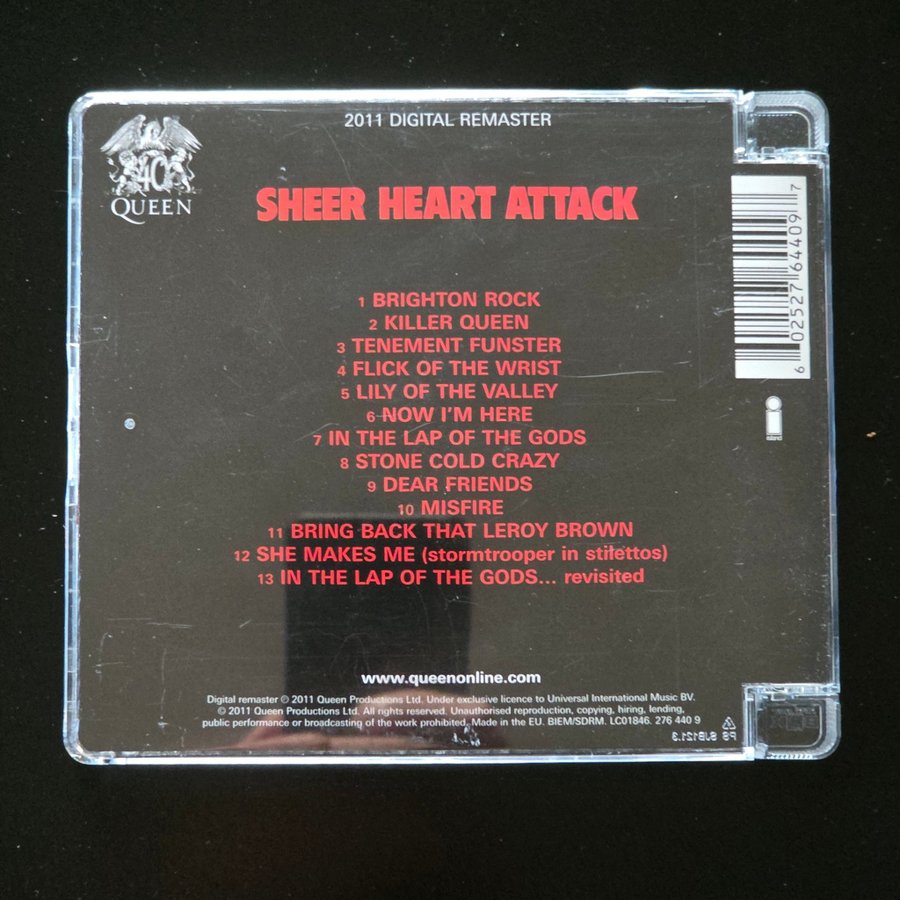 2011 DIGITAL REMASTER
40
QUEEN
SHEER HEART ATTACK
1 BRIGHTON ROCK
2 KILLER QUEEN
3 TENEMENT FUNSTER
4 FLICK OF THE WRIST
5 LILY OF THE VALLEY
6 NOW I'M HERE
7 IN THE LAP OF THE GODS
8 STONE COLD CRAZY
9 DEAR FRIENDS
10 MISFIRE
11 BRING BACK THAT LEROY BROWN
12 SHE MAKES ME (stormtrooper in stilettos)
13 IN THE LAP OF THE GODS... revisited
6 02527 64409 7
island
www.queenonline.com
Digital remaster ℗ 2011 Queen Productions Ltd. Under exclusive licence to Universal International Music BV.
© 2011 Queen Productions Ltd. All rights reserved. Unauthorised reproduction, copying, hiring, lending,
public performance or broadcasting of the work prohibited. Made in the EU. BIEM/SDRM. LC01846. 276 440 9